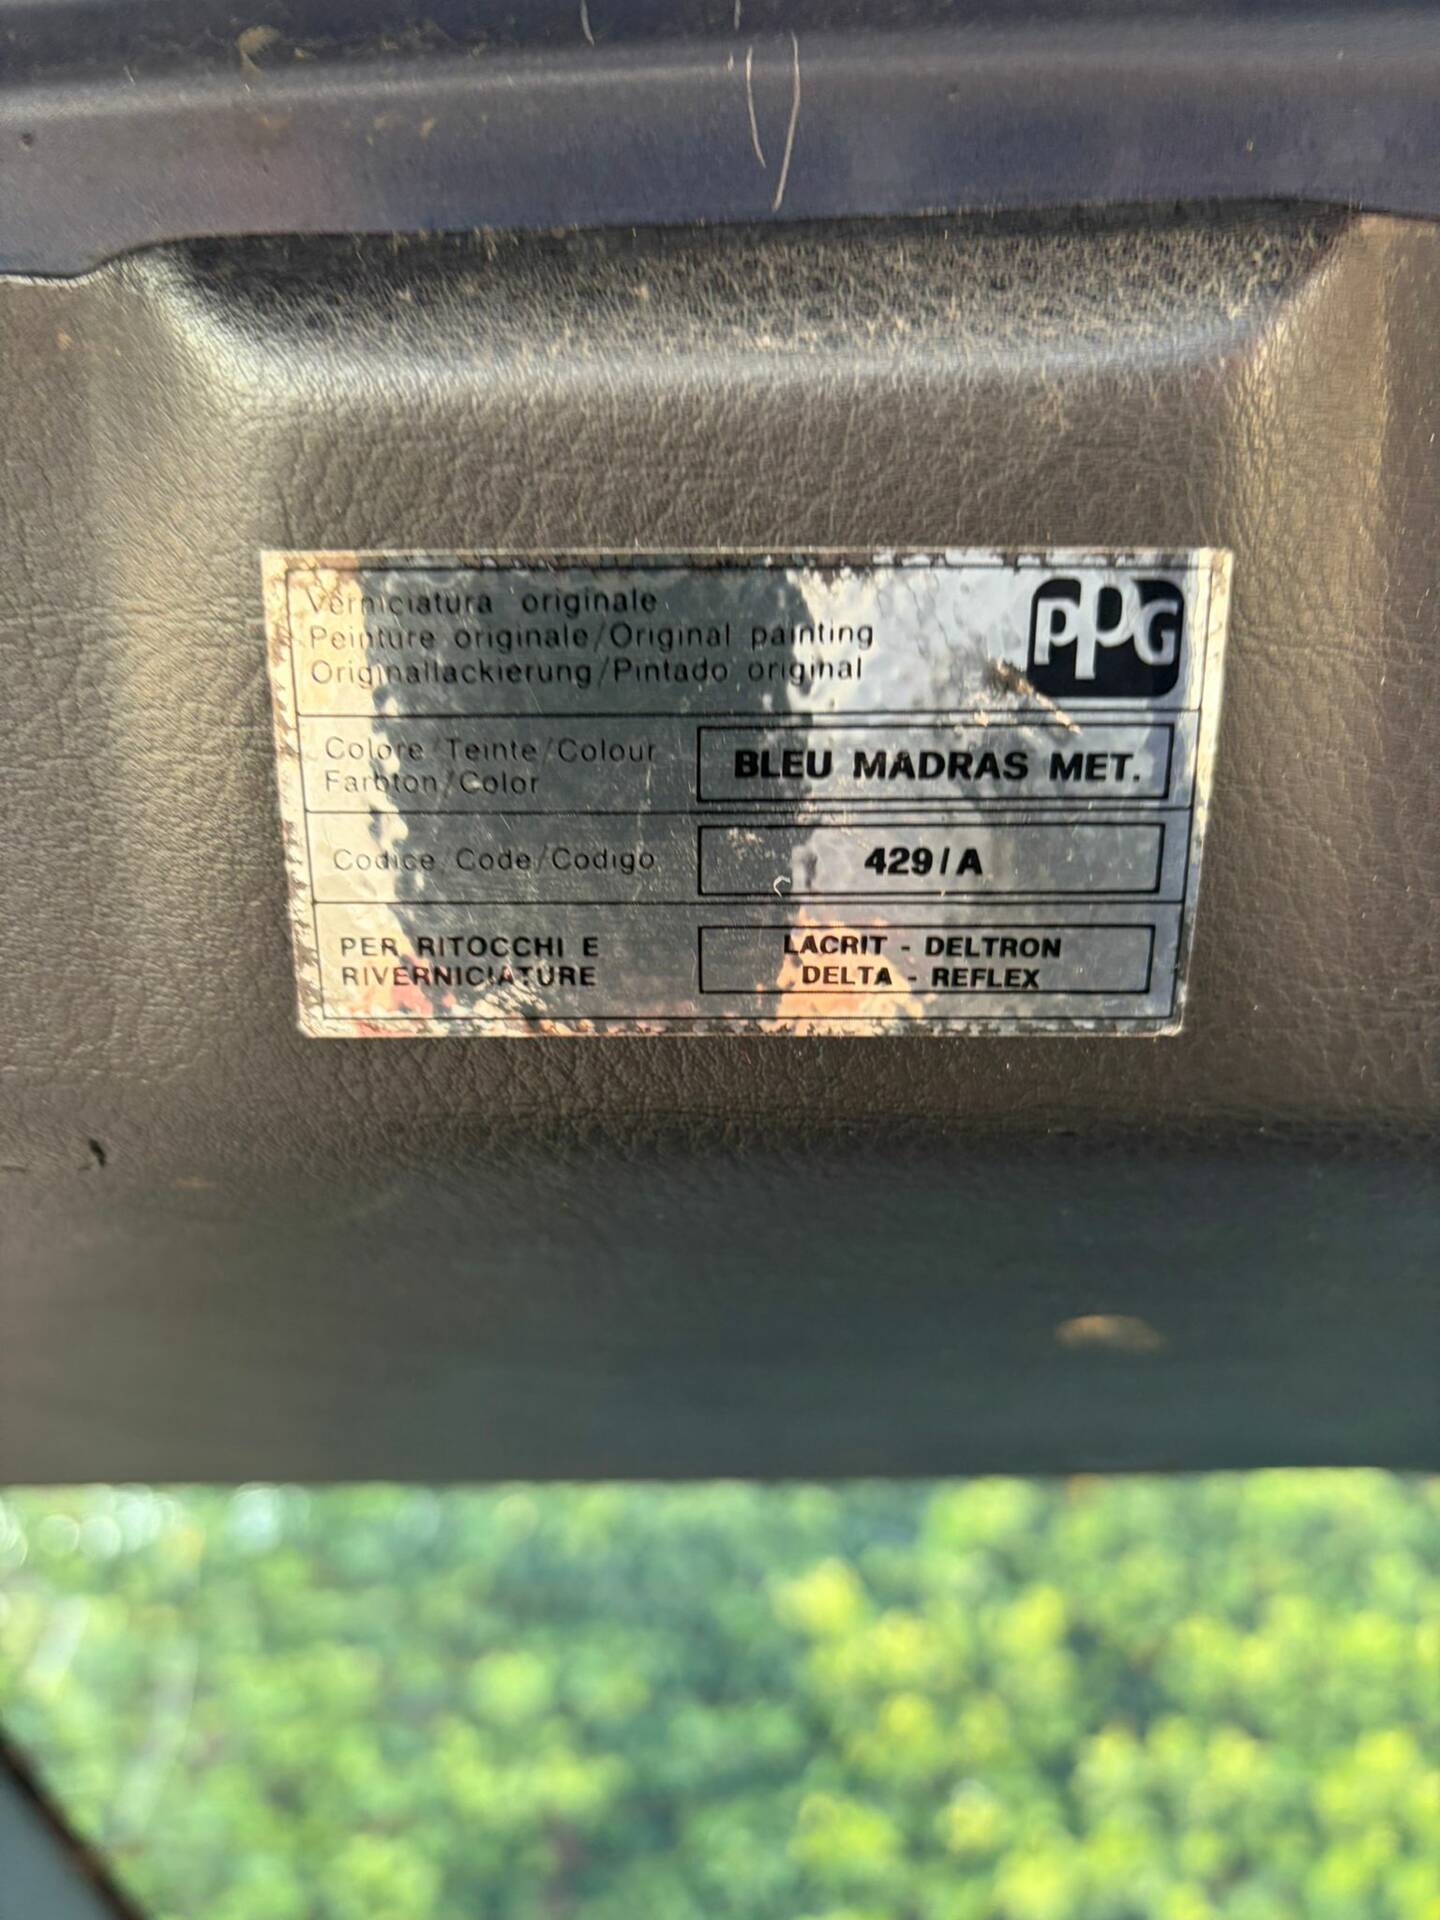 Verniciatura originale
Peinture originale/Original painting
Originallackierung/Pintado original
PPG
Colore/Teinte/Colour
Farbton/Color
BLEU MADRAS MET.
Codice/Code/Codigo
429/A
PER RITOCCHI E
RIVERNICIATURE
LACRIT - DELTRON
DELTA - REFLEX